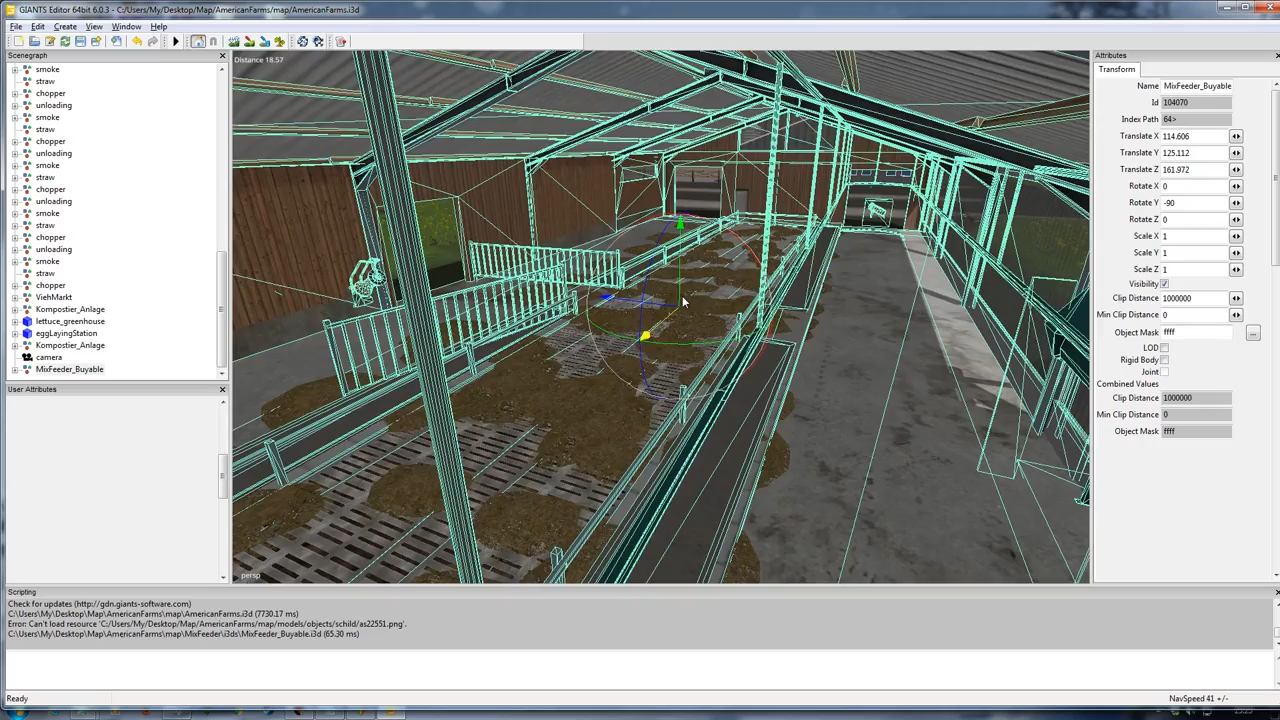 GIANTS Editor 64bit 6.0.3 - C:/Users/My/Desktop/Map/AmericanFarms/map/AmericanFarms.i3d
File Edit Create View Window Help
Scenegraph
smoke
straw
chopper
unloading
smoke
straw
chopper
unloading
smoke
straw
chopper
unloading
smoke
straw
chopper
unloading
smoke
straw
chopper
ViehMarkt
Kompostier_Anlage
lettuce_greenhouse
eggLayingStation
Kompostier_Anlage
camera
MixFeeder_Buyable
User Attributes
Distance 18.57
persp
Attributes
Transform
Name MixFeeder_Buyable
Id 104070
Index Path 64>
Translate X 114.606
Translate Y 125.112
Translate Z 161.972
Rotate X 0
Rotate Y -90
Rotate Z 0
Scale X 1
Scale Y 1
Scale Z 1
Visibility
Clip Distance 1000000
Min Clip Distance 0
Object Mask ffff ...
LOD
Rigid Body
Joint
Combined Values
Clip Distance 1000000
Min Clip Distance 0
Object Mask ffff
Scripting
Check for updates (http://gdn.giants-software.com)
C:\Users\My\Desktop\Map\AmericanFarms\map\AmericanFarms.i3d (7730.17 ms)
Error: Can't load resource 'C:/Users/My/Desktop/Map/AmericanFarms/map/models/objects/schild/as22551.png'.
C:\Users\My\Desktop\Map\AmericanFarms\map\MixFeeder\i3ds\MixFeeder_Buyable.i3d (65.30 ms)
Ready
NavSpeed 41 +/-